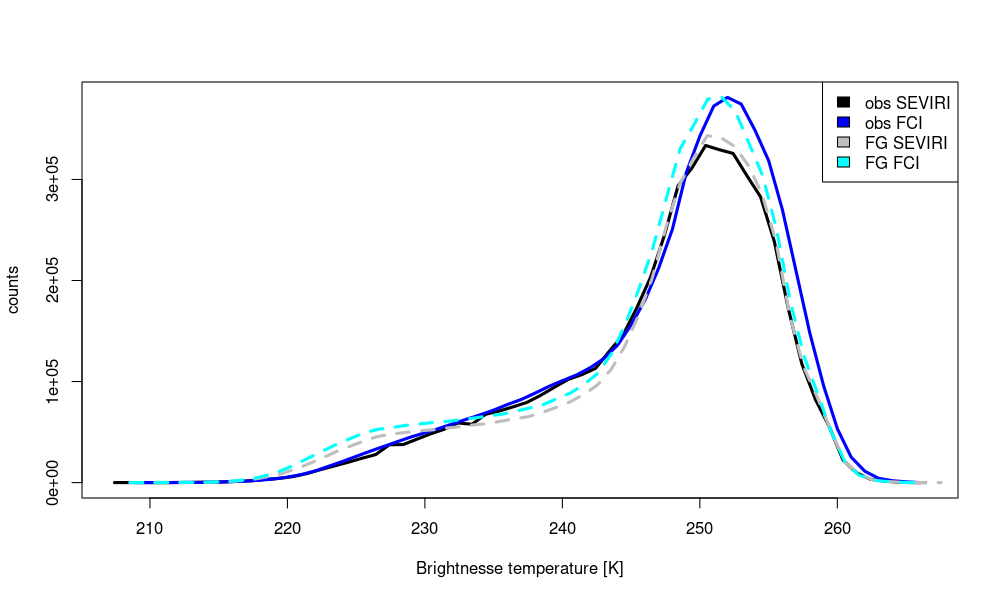 obs SEVIRI
obs FCI
FG SEVIRI
FG FCI
counts
3e+05
2e+05
1e+05
0e+00
210 220 230 240 250 260
Brightnesse temperature [K]